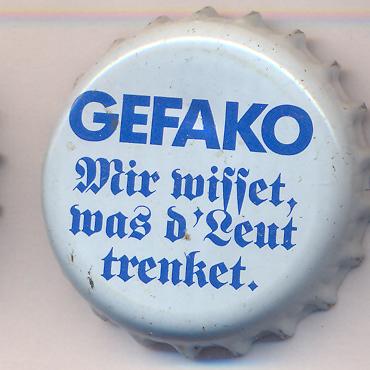 GEFAKO
Mir wisset,
was d'Leut
trenket.